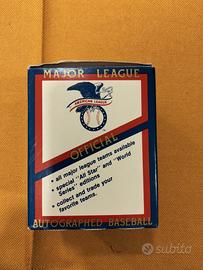 MAJOR LEAGUE
AMERICAN LEAGUE
OFFICIAL
• all major league teams available
• special "All Star" and "World
Series" editions
• collect and trade your
favorite teams.
AUTOGRAPHED BASEBALL
subito